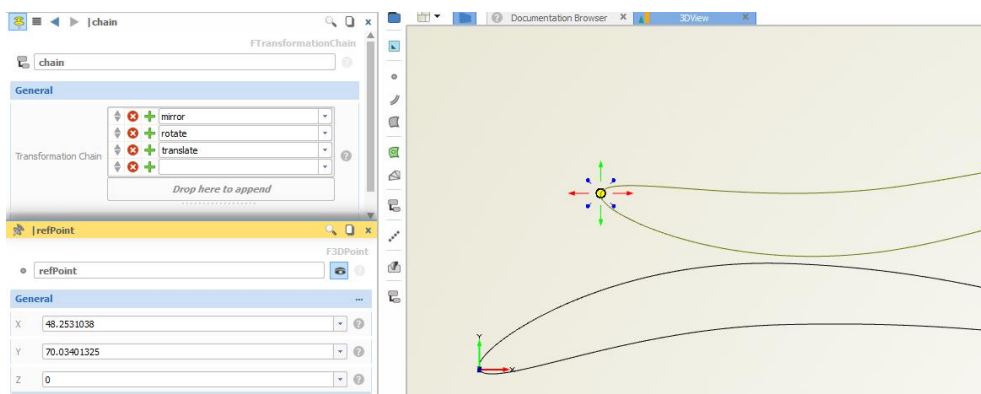 |chain
FTransformationChain
chain
General
Transformation Chain
mirror
rotate
translate
Drop here to append
|refPoint
F3DPoint
refPoint
General
...
X
48.2531038
Y
70.03401325
Z
0
Documentation Browser
3DView
Y
X